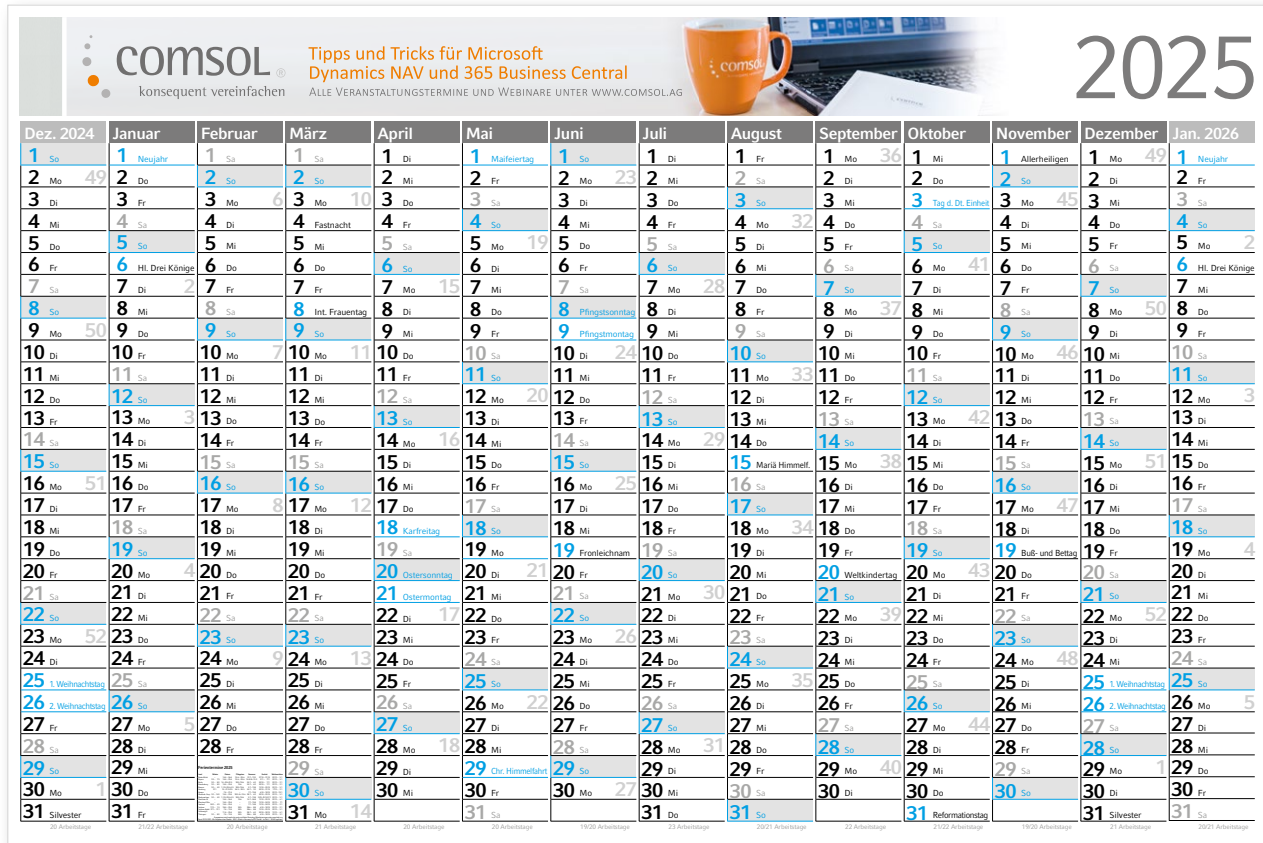 comsol®
konsequent vereinfachen
Tipps und Tricks für Microsoft
Dynamics NAV und 365 Business Central
ALLE VERANSTALTUNGSTERMINE UND WEBINARE UNTER WWW.COMSOL.AG
comsol
2025
Dez. 2024 Januar Februar März April Mai Juni Juli August September Oktober November Dezember Jan. 2026
1 So 1 Neujahr 1 Sa 1 Sa 1 Di 1 Maifeiertag 1 So 1 Di 1 Fr 1 Mo 36 1 Mi 1 Allerheiligen 1 Mo 49 1 Neujahr
2 Mo 49 2 Do 2 So 2 So 2 Mi 2 Fr 2 Mo 23 2 Mi 2 Sa 2 Di 2 Do 2 So 2 Di 2 Fr
3 Di 3 Fr 3 Mo 6 3 Mo 10 3 Do 3 Sa 3 Di 3 Do 3 So 3 Mi 3 Tag d. Dt. Einheit 3 Mo 45 3 Mi 3 Sa
4 Mi 4 Sa 4 Di 4 Fastnacht 4 Fr 4 So 4 Mi 4 Fr 4 Mo 32 4 Do 4 Sa 4 Di 4 Do 4 So
5 Do 5 So 5 Mi 5 Mi 5 Sa 5 Mo 19 5 Do 5 Sa 5 Di 5 Fr 5 So 5 Mi 5 Fr 5 Mo 2
6 Fr 6 Hl. Drei Könige 6 Do 6 Do 6 So 6 Di 6 Fr 6 So 6 Mi 6 Sa 6 Mo 41 6 Do 6 Sa 6 Hl. Drei Könige
7 Sa 7 Di 2 7 Fr 7 Fr 7 Mo 15 7 Mi 7 Sa 7 Mo 28 7 Do 7 So 7 Di 7 Fr 7 So 7 Mi
8 So 8 Mi 8 Sa 8 Int. Frauentag 8 Di 8 Do 8 Pfingstsonntag 8 Di 8 Fr 8 Mo 37 8 Mi 8 Sa 8 Mo 50 8 Do
9 Mo 50 9 Do 9 So 9 So 9 Mi 9 Fr 9 Pfingstmontag 9 Mi 9 Sa 9 Di 9 Do 9 So 9 Di 9 Fr
10 Di 10 Fr 10 Mo 7 10 Mo 11 10 Do 10 Sa 10 Di 24 10 Do 10 So 10 Mi 10 Fr 10 Mo 46 10 Mi 10 Sa
11 Mi 11 Sa 11 Di 11 Di 11 Fr 11 So 11 Mi 11 Fr 11 Mo 33 11 Do 11 Sa 11 Di 11 Do 11 So
12 Do 12 So 12 Mi 12 Mi 12 Sa 12 Mo 20 12 Do 12 Sa 12 Di 12 Fr 12 So 12 Mi 12 Fr 12 Mo 3
13 Fr 13 Mo 3 13 Do 13 Do 13 So 13 Di 13 Fr 13 So 13 Mi 13 Sa 13 Mo 42 13 Do 13 Sa 13 Di
14 Sa 14 Di 14 Fr 14 Fr 14 Mo 16 14 Mi 14 Sa 14 Mo 29 14 Do 14 So 14 Di 14 Fr 14 So 14 Mi
15 So 15 Mi 15 Sa 15 Sa 15 Di 15 Do 15 So 15 Di 15 Mariä Himmelf. 15 Mo 38 15 Mi 15 Sa 15 Mo 51 15 Do
16 Mo 51 16 Do 16 So 16 So 16 Mi 16 Fr 16 Mo 25 16 Mi 16 Sa 16 Di 16 Do 16 So 16 Di 16 Fr
17 Di 17 Fr 17 Mo 8 17 Mo 12 17 Do 17 Sa 17 Di 17 Do 17 So 17 Mi 17 Fr 17 Mo 47 17 Mi 17 Sa
18 Mi 18 Sa 18 Di 18 Di 18 Karfreitag 18 So 18 Mi 18 Fr 18 Mo 34 18 Do 18 Sa 18 Di 18 Do 18 So
19 Do 19 So 19 Mi 19 Mi 19 Sa 19 Mo 19 Fronleichnam 19 Sa 19 Di 19 Fr 19 So 19 Buß- und Bettag 19 Fr 19 Mo 4
20 Fr 20 Mo 4 20 Do 20 Do 20 Ostersonntag 20 Di 21 20 Fr 20 So 20 Mi 20 Weltkindertag 20 Mo 43 20 Do 20 Sa 20 Di
21 Sa 21 Di 21 Fr 21 Fr 21 Ostermontag 21 Mi 21 Sa 21 Mo 30 21 Do 21 So 21 Di 21 Fr 21 So 21 Mi
22 So 22 Mi 22 Sa 22 Sa 22 Di 17 22 Do 22 So 22 Di 22 Fr 22 Mo 39 22 Mi 22 Sa 22 Mo 52 22 Do
23 Mo 52 23 Do 23 So 23 So 23 Mi 23 Fr 23 Mo 26 23 Mi 23 Sa 23 Di 23 Do 23 So 23 Di 23 Fr
24 Di 24 Fr 24 Mo 9 24 Mo 13 24 Do 24 Sa 24 Di 24 Do 24 So 24 Mi 24 Fr 24 Mo 48 24 Mi 24 Sa
25 1. Weihnachtstag 25 Sa 25 Di 25 Di 25 Fr 25 So 25 Mi 25 Fr 25 Mo 35 25 Do 25 Sa 25 Di 25 1. Weihnachtstag 25 So
26 2. Weihnachtstag 26 So 26 Mi 26 Mi 26 Sa 26 Mo 22 26 Do 26 Sa 26 Di 26 Fr 26 So 26 Mi 26 2. Weihnachtstag 26 Mo 5
27 Fr 27 Mo 5 27 Do 27 Do 27 So 27 Di 27 Fr 27 So 27 Mi 27 Sa 27 Mo 44 27 Do 27 Sa 27 Di
28 Sa 28 Di 28 Fr 28 Fr 28 Mo 18 28 Mi 28 Sa 28 Mo 31 28 Do 28 So 28 Di 28 Fr 28 So 28 Mi
29 So 29 Mi Ferientermine 2025 29 Sa 29 Di 29 Chr. Himmelfahrt 29 So 29 Di 29 Fr 29 Mo 40 29 Mi 29 Sa 29 Mo 1 29 Do
30 Mo 1 30 Do 30 So 30 Mi 30 Fr 30 Mo 27 30 Mi 30 Sa 30 Di 30 Do 30 So 30 Di 30 Fr
31 Silvester 31 Fr 31 Mo 14 31 Sa 31 Do 31 So 31 Reformationstag 31 Silvester 31 Sa
20 Arbeitstage 21/22 Arbeitstage 20 Arbeitstage 21 Arbeitstage 20 Arbeitstage 20 Arbeitstage 19/20 Arbeitstage 23 Arbeitstage 20/21 Arbeitstage 22 Arbeitstage 21/22 Arbeitstage 19/20 Arbeitstage 21 Arbeitstage 20/21 Arbeitstage